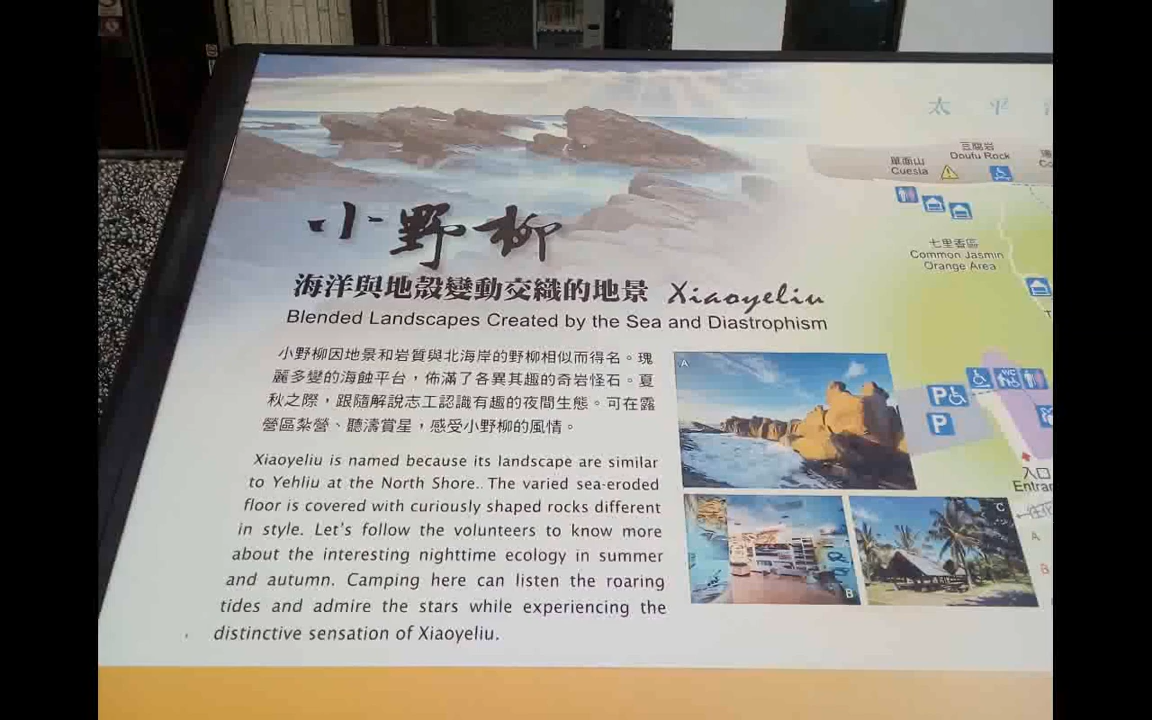 太 平
豆腐岩
Doufu Rock
單面山
Cuesta
七里香區
Common Jasmin
Orange Area
小野柳
海洋與地殼變動交織的地景 Xiaoyeliu
Blended Landscapes Created by the Sea and Diastrophism
小野柳因地景和岩質與北海岸的野柳相似而得名。瑰
麗多變的海蝕平台，佈滿了各異其趣的奇岩怪石。夏
秋之際，跟隨解說志工認識有趣的夜間生態。可在露
營區紮營、聽濤賞星，感受小野柳的風情。
Xiaoyeliu is named because its landscape are similar
to Yehliu at the North Shore.. The varied sea-eroded
floor is covered with curiously shaped rocks different
in style. Let's follow the volunteers to know more
about the interesting nighttime ecology in summer
and autumn. Camping here can listen the roaring
tides and admire the stars while experiencing the
distinctive sensation of Xiaoyeliu.
A
B
C
P
P
WC
入口
Entran
A
B